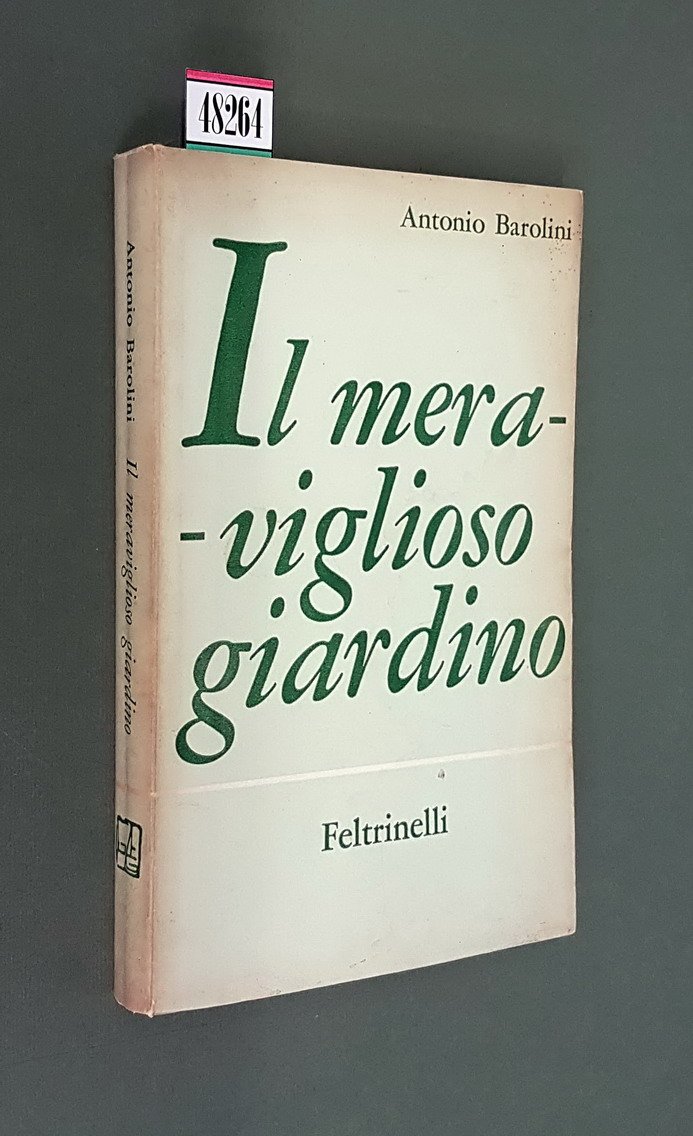 48264
Antonio Barolini
Il mera-
-viglioso
giardino
Feltrinelli
Antonio Barolini Il meraviglioso giardino